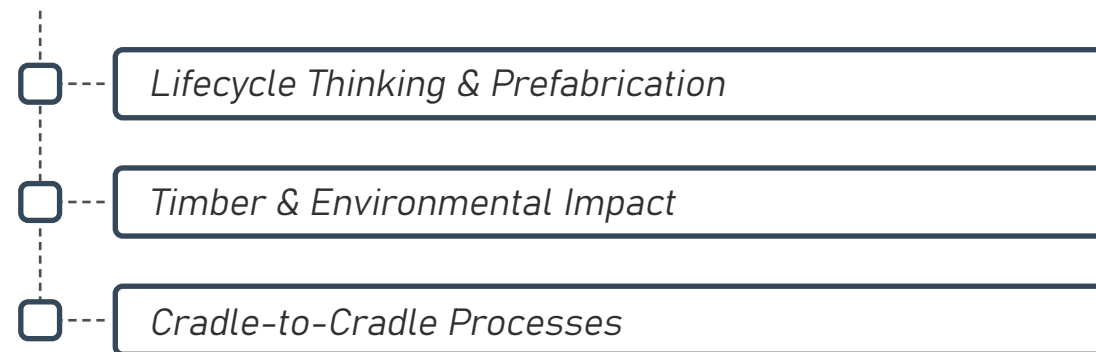 Lifecycle Thinking & Prefabrication
Timber & Environmental Impact
Cradle-to-Cradle Processes